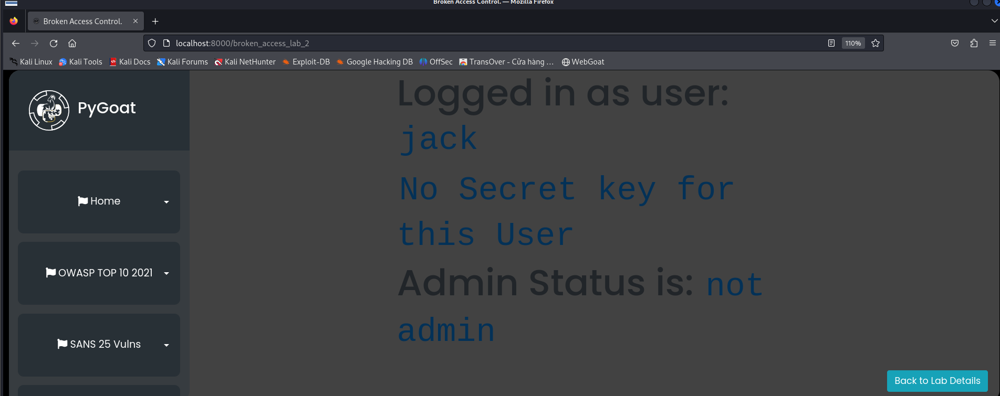 Broken Access Control. — Mozilla Firefox
Broken Access Control.
localhost:8000/broken_access_lab_2
110%
Kali Linux Kali Tools Kali Docs Kali Forums Kali NetHunter Exploit-DB Google Hacking DB OffSec TransOver - Cửa hàng ... WebGoat
PyGoat
Home
OWASP TOP 10 2021
SANS 25 Vulns
Logged in as user:
jack
No Secret key for
this User
Admin Status is: not
admin
Back to Lab Details